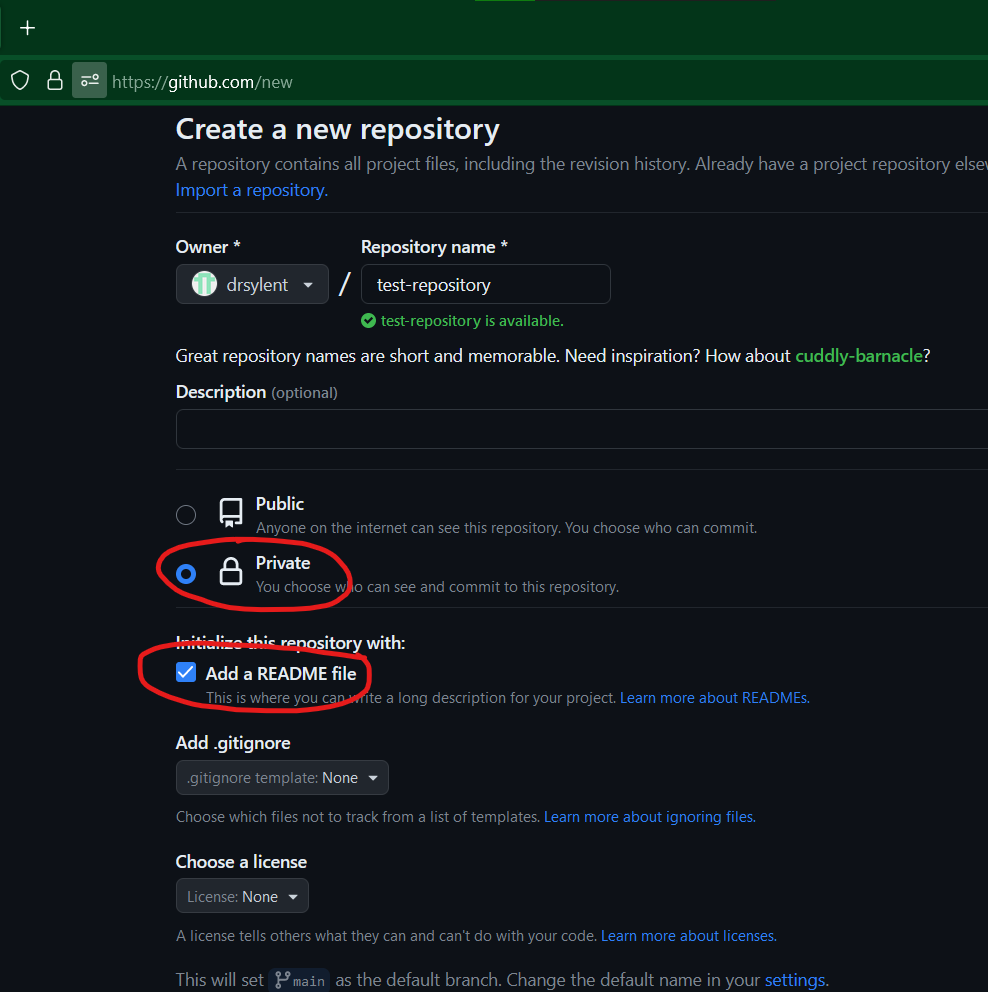 https://github.com/new
Create a new repository
A repository contains all project files, including the revision history. Already have a project repository
Import a repository.
Owner * Repository name *
drsylent / test-repository
test-repository is available.
Great repository names are short and memorable. Need inspiration? How about cuddly-barnacle?
Description (optional)
Public
Anyone on the internet can see this repository. You choose who can commit.
Private
You choose who can see and commit to this repository.
Initialize this repository with:
Add a README file
This is where you can write a long description for your project. Learn more about READMEs.
Add .gitignore
.gitignore template: None
Choose which files not to track from a list of templates. Learn more about ignoring files.
Choose a license
License: None
A license tells others what they can and can't do with your code. Learn more about licenses.
This will set main as the default branch. Change the default name in your settings.